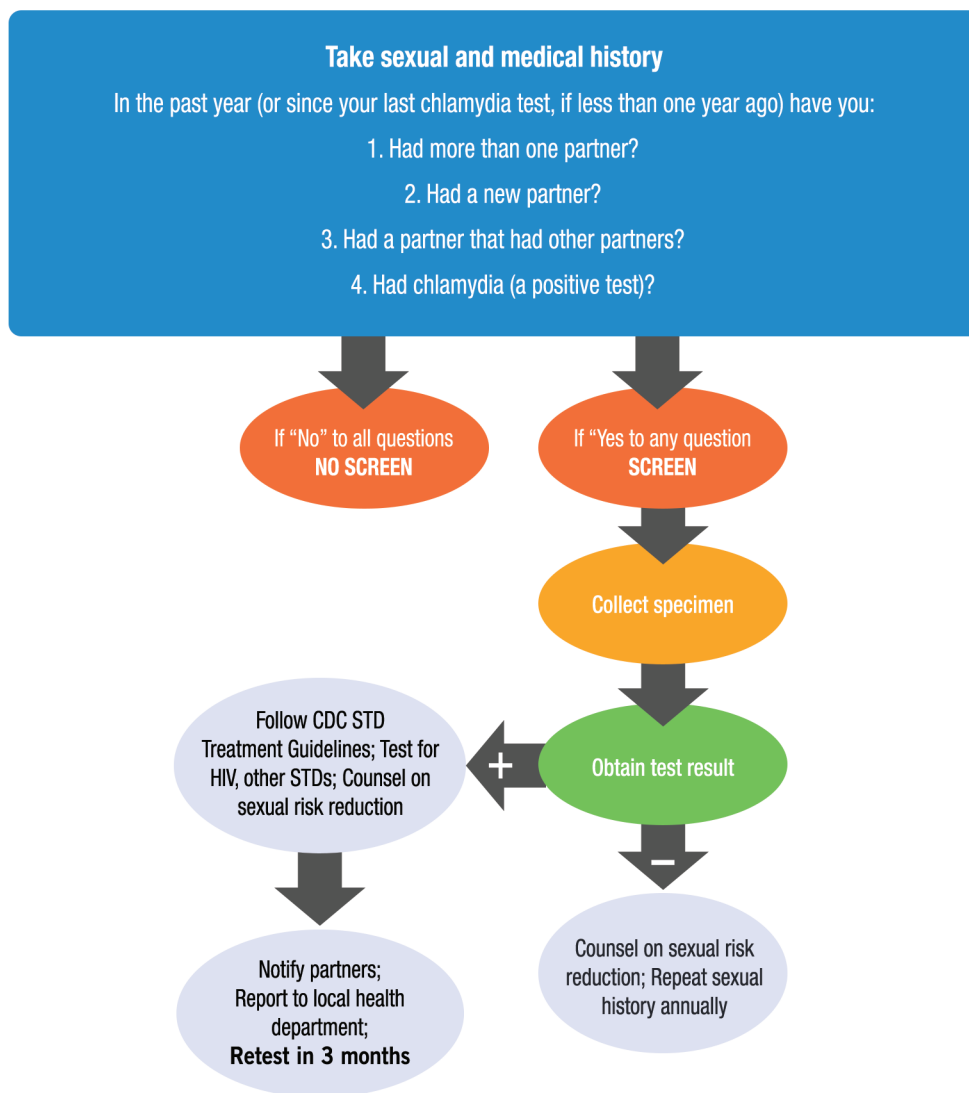 Take sexual and medical history
In the past year (or since your last chlamydia test, if less than one year ago) have you:
1. Had more than one partner?
2. Had a new partner?
3. Had a partner that had other partners?
4. Had chlamydia (a positive test)?
If “No” to all questions
NO SCREEN
If “Yes to any question
SCREEN
Collect specimen
Obtain test result
+
Follow CDC STD
Treatment Guidelines; Test for
HIV, other STDs; Counsel on
sexual risk reduction
–
Notify partners;
Report to local health
department;
Retest in 3 months
Counsel on sexual risk
reduction; Repeat sexual
history annually